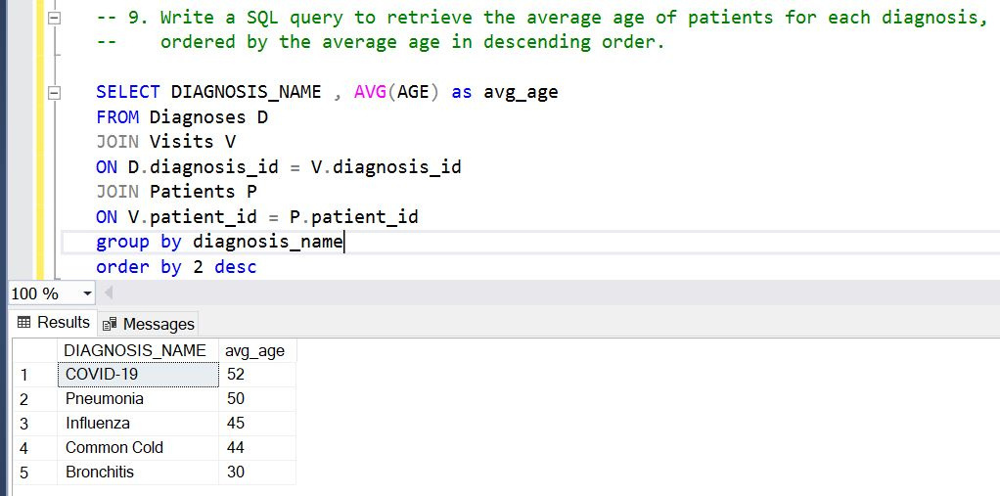 -- 9. Write a SQL query to retrieve the average age of patients for each diagnosis,
--    ordered by the average age in descending order.
SELECT DIAGNOSIS_NAME , AVG(AGE) as avg_age
FROM Diagnoses D
JOIN Visits V
ON D.diagnosis_id = V.diagnosis_id
JOIN Patients P
ON V.patient_id = P.patient_id
group by diagnosis_name
order by 2 desc
100 %
Results Messages
DIAGNOSIS_NAME avg_age
1 COVID-19 52
2 Pneumonia 50
3 Influenza 45
4 Common Cold 44
5 Bronchitis 30